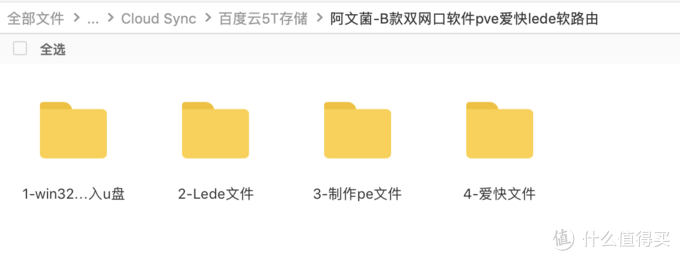 全部文件 > ... > Cloud Sync > 百度云5T存储 > 阿文菌-B款双网口软件pve爱快lede软路由
全选
1-win32...入u盘 2-Lede文件 3-制作pe文件 4-爱快文件
值 什么值得买